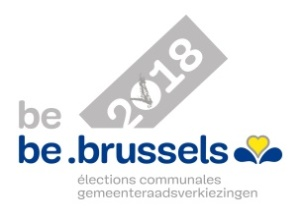 2018
be
be.brussels
élections communales
gemeenteraadsverkiezingen